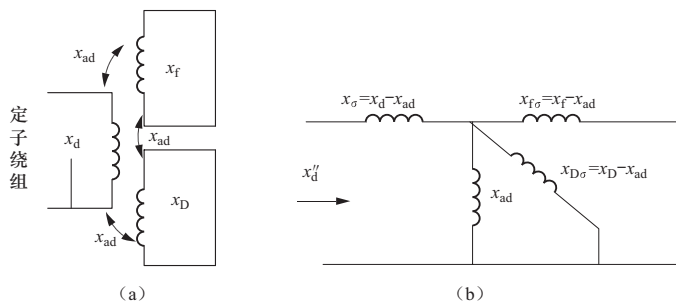 x_ad
x_f
定子绕组
x_d
x_ad
x_D
x_ad
(a)
x_σ=x_d-x_ad
x_fσ=x_f-x_ad
x_d″
x_ad
x_Dσ=x_D-x_ad
(b)